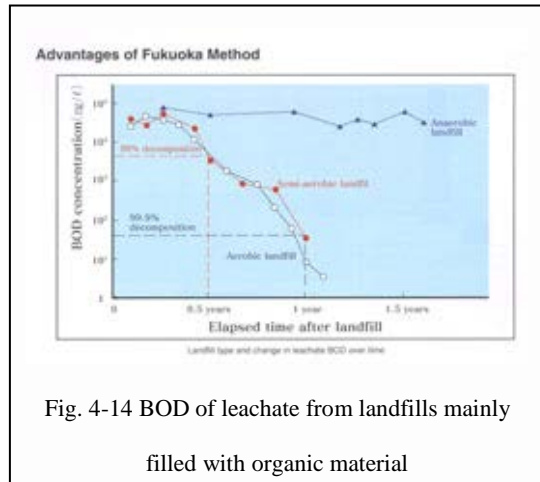 Advantages of Fukuoka Method
BOD concentration
Anaerobic
landfill
decomposition
Semi-aerobic landfill
99.9%
decomposition
Aerobic landfill
1
0 0.5 years 1 year 1.5 years
Elapsed time after landfill
Landfill type and change in leachate BOD over time
Fig. 4-14 BOD of leachate from landfills mainly
filled with organic material